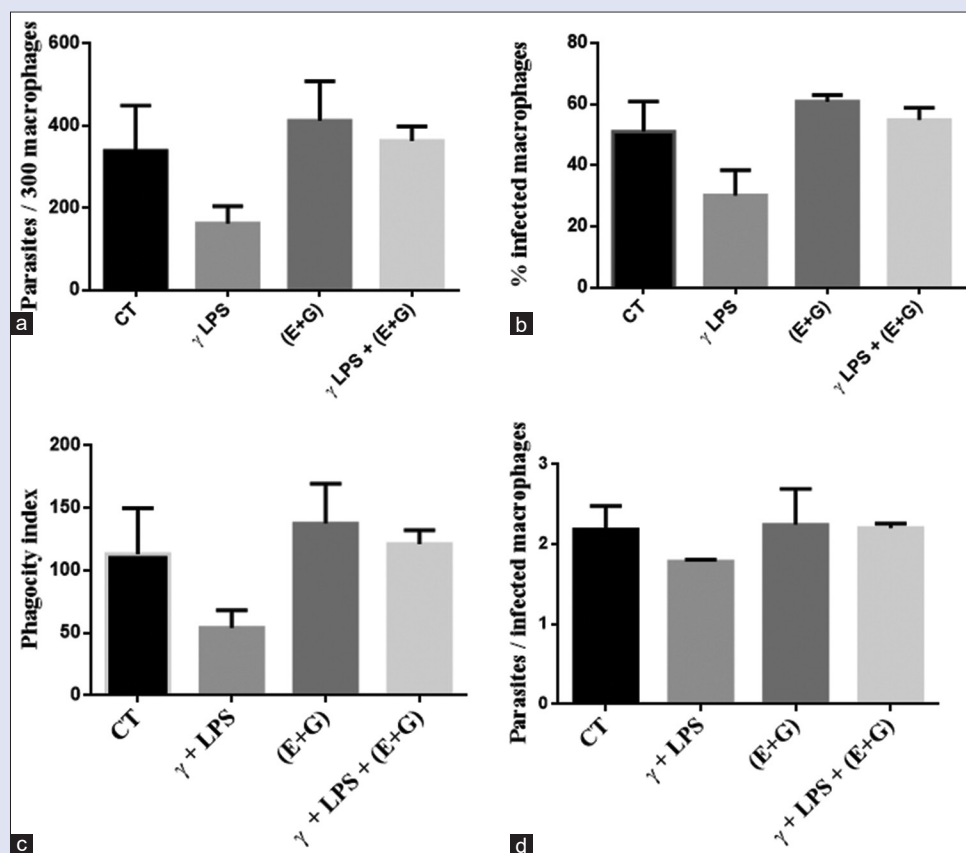 600
400
200
0
Parasites / 300 macrophages
CT
γ LPS
(E+G)
γ LPS + (E+G)
a
80
60
40
20
0
% infected macrophages
CT
γ LPS
(E+G)
γ LPS + (E+G)
b
200
150
100
50
0
Phagocity index
CT
γ + LPS
(E+G)
γ + LPS + (E+G)
c
3
2
1
0
Parasites / infected macrophages
CT
γ + LPS
(E+G)
γ + LPS + (E+G)
d